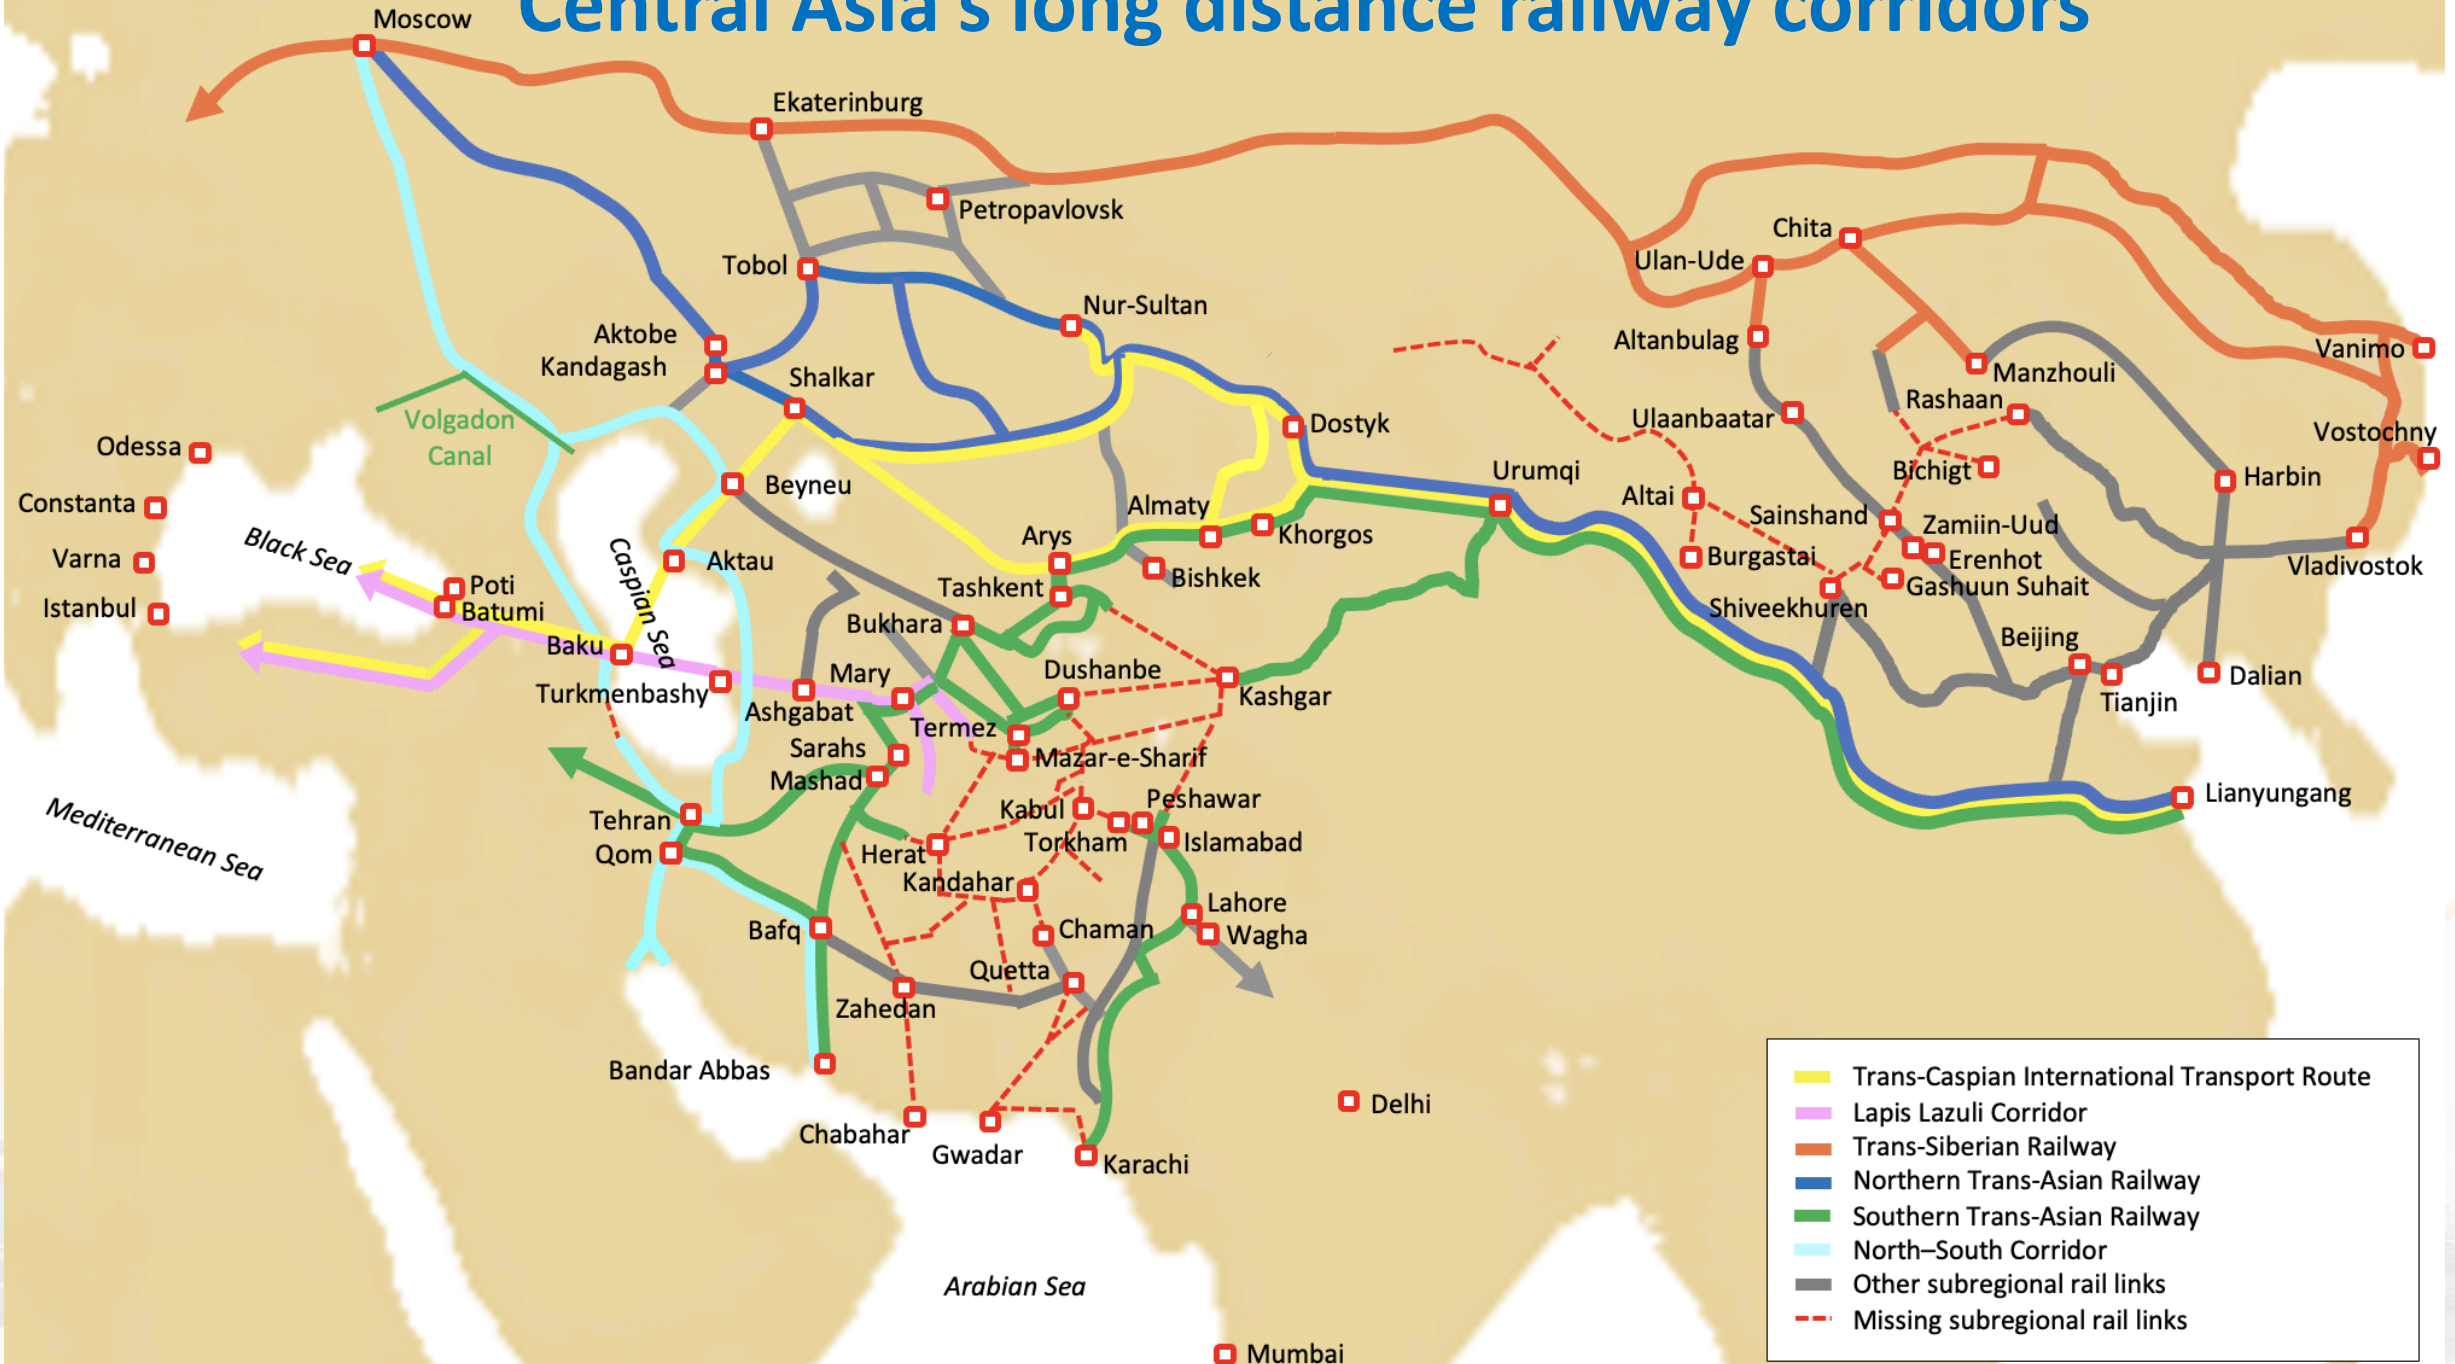 Central Asia's long distance railway corridors
Moscow
Ekaterinburg
Petropavlovsk
Tobol
Chita
Ulan-Ude
Nur-Sultan
Aktobe
Kandagash
Shalkar
Altanbulag
Vanimo
Manzhouli
Rashaan
Ulaanbaatar
Volgadon
Canal
Dostyk
Vostochny
Odessa
Beyneu
Urumqi
Bichigt
Harbin
Constanta
Almaty
Altai
Sainshand
Zamiin-Uud
Black Sea
Caspian Sea
Arys
Khorgos
Varna
Aktau
Burgastai
Erenhot
Vladivostok
Bishkek
Poti
Tashkent
Gashuun Suhait
Istanbul
Batumi
Shiveekhuren
Bukhara
Beijing
Baku
Mary
Dushanbe
Turkmenbashy
Kashgar
Dalian
Ashgabat
Tianjin
Termez
Sarahs
Mazar-e-Sharif
Mashad
Peshawar
Lianyungang
Kabul
Mediterranean Sea
Tehran
Torkham
Islamabad
Qom
Herat
Kandahar
Lahore
Bafq
Chaman
Wagha
Quetta
Zahedan
Bandar Abbas
Delhi
Chabahar
Gwadar
Karachi
Arabian Sea
Mumbai
Trans-Caspian International Transport Route
Lapis Lazuli Corridor
Trans-Siberian Railway
Northern Trans-Asian Railway
Southern Trans-Asian Railway
North–South Corridor
Other subregional rail links
Missing subregional rail links